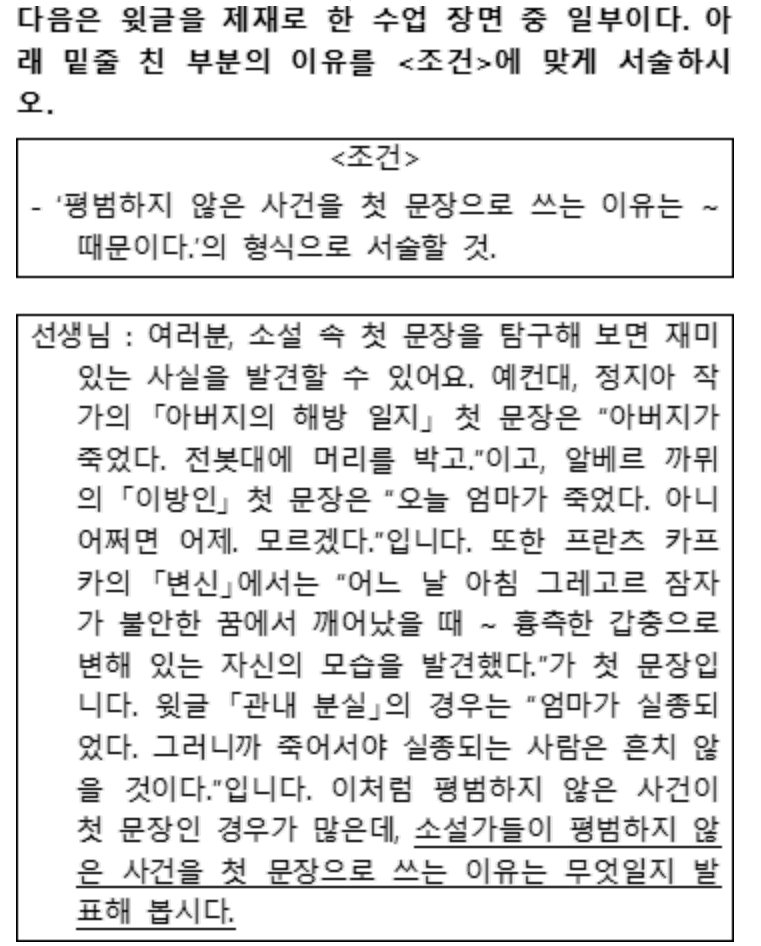 다음은 윗글을 제재로 한 수업 장면 중 일부이다. 아
래 밑줄 친 부분의 이유를 <조건>에 맞게 서술하시
오.
<조건>
- '평범하지 않은 사건을 첫 문장으로 쓰는 이유는 ~
때문이다.'의 형식으로 서술할 것.
선생님 : 여러분, 소설 속 첫 문장을 탐구해 보면 재미
있는 사실을 발견할 수 있어요. 예컨대, 정지아 작
가의 「아버지의 해방 일지」 첫 문장은 "아버지가
죽었다. 전봇대에 머리를 박고."이고, 알베르 까뮈
의 「이방인」 첫 문장은 "오늘 엄마가 죽었다. 아니
어쩌면 어제. 모르겠다."입니다. 또한 프란츠 카프
카의 「변신」에서는 "어느 날 아침 그레고르 잠자
가 불안한 꿈에서 깨어났을 때 ~ 흉측한 갑충으로
변해 있는 자신의 모습을 발견했다."가 첫 문장입
니다. 윗글 「관내 분실」의 경우는 "엄마가 실종되
었다. 그러니까 죽어서야 실종되는 사람은 흔치 않
을 것이다."입니다. 이처럼 평범하지 않은 사건이
첫 문장인 경우가 많은데, 소설가들이 평범하지 않
은 사건을 첫 문장으로 쓰는 이유는 무엇일지 발
표해 봅시다.